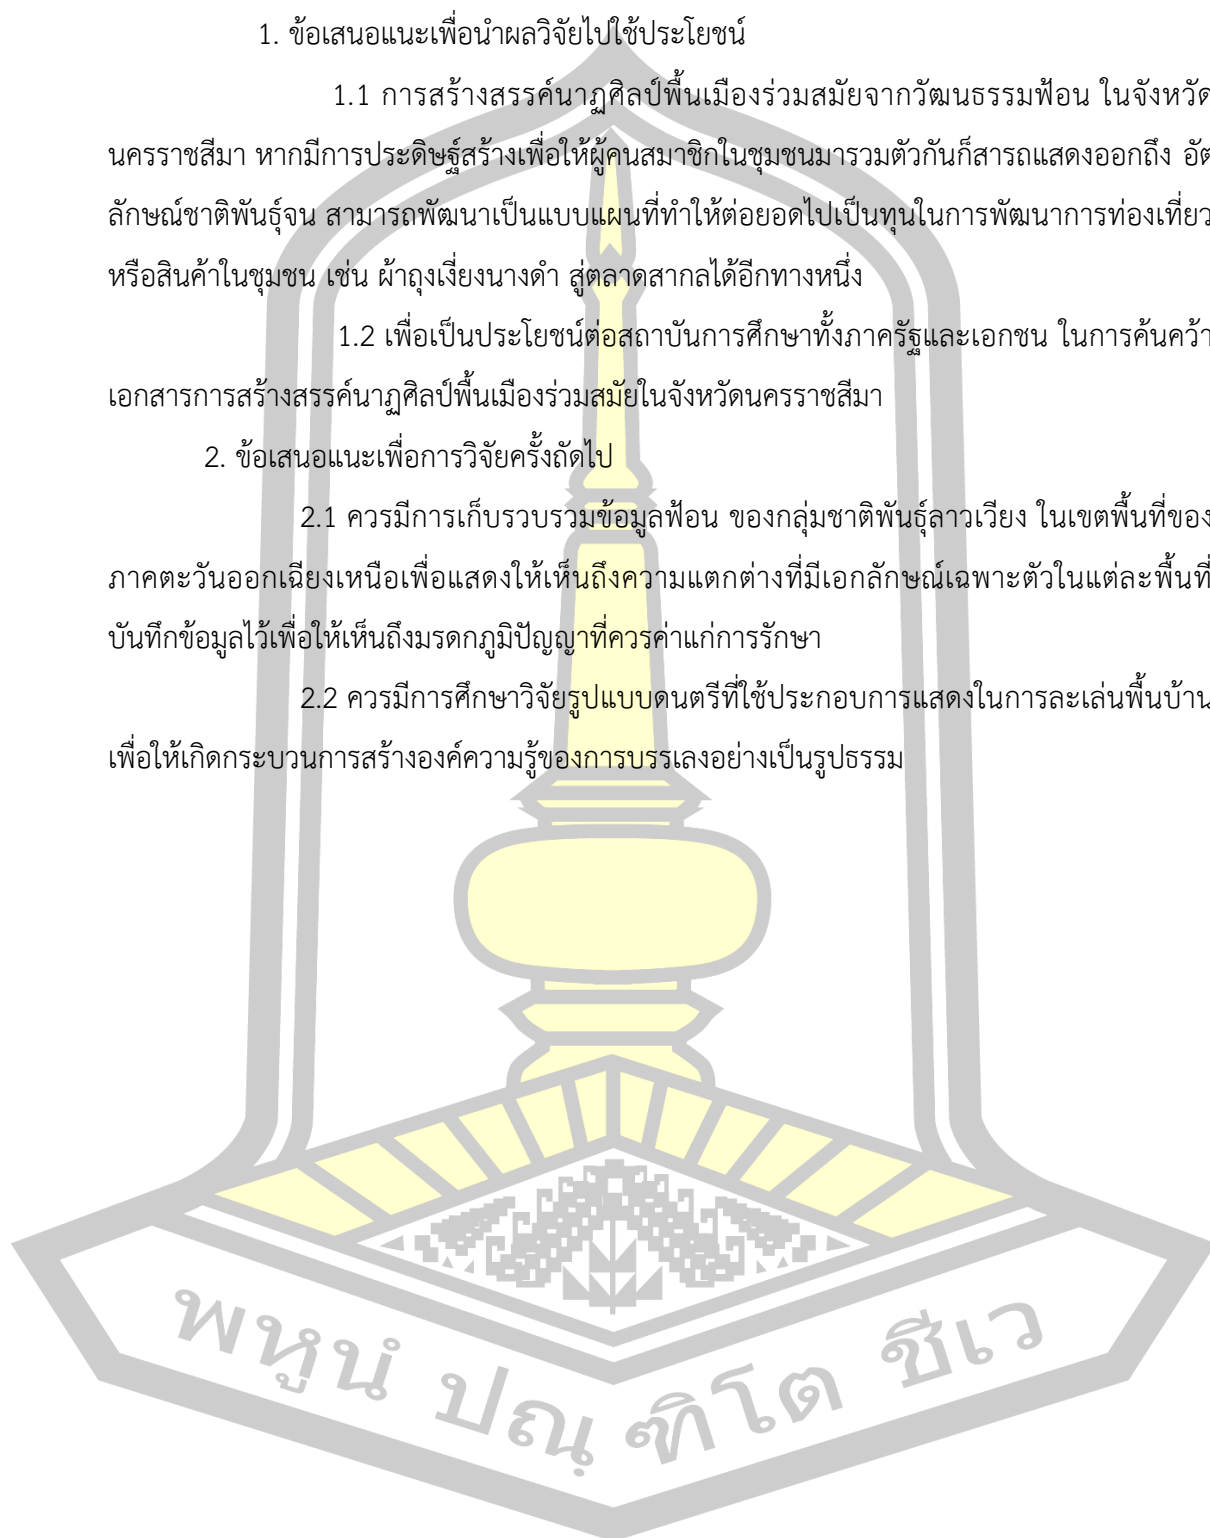 1. ข้อเสนอแนะเพื่อนำผลวิจัยไปใช้ประโยชน์
1.1 การสร้างสรรค์นาฏศิลป์พื้นเมืองร่วมสมัยจากวัฒนธรรมฟ้อน ในจังหวัด
นครราชสีมา หากมีการประดิษฐ์สร้างเพื่อให้ผู้คนสมาชิกในชุมชนมารวมตัวกันก็สารถแสดงออกถึง อัต
ลักษณ์ชาติพันธุ์จน สามารถพัฒนาเป็นแบบแผนที่ทำให้ต่อยอดไปเป็นทุนในการพัฒนาการท่องเที่ยว
หรือสินค้าในชุมชน เช่น ผ้าถุงเงี่ยงนางดำ สู่ตลาดสากลได้อีกทางหนึ่ง
1.2 เพื่อเป็นประโยชน์ต่อสถาบันการศึกษาทั้งภาครัฐและเอกชน ในการค้นคว้า
เอกสารการสร้างสรรค์นาฏศิลป์พื้นเมืองร่วมสมัยในจังหวัดนครราชสีมา
2. ข้อเสนอแนะเพื่อการวิจัยครั้งถัดไป
2.1 ควรมีการเก็บรวบรวมข้อมูลฟ้อน ของกลุ่มชาติพันธุ์ลาวเวียง ในเขตพื้นที่ของ
ภาคตะวันออกเฉียงเหนือเพื่อแสดงให้เห็นถึงความแตกต่างที่มีเอกลักษณ์เฉพาะตัวในแต่ละพื้นที่
บันทึกข้อมูลไว้เพื่อให้เห็นถึงมรดกภูมิปัญญาที่ควรค่าแก่การรักษา
2.2 ควรมีการศึกษาวิจัยรูปแบบดนตรีที่ใช้ประกอบการแสดงในการละเล่นพื้นบ้าน
เพื่อให้เกิดกระบวนการสร้างองค์ความรู้ของการบรรเลงอย่างเป็นรูปธรรม
พหูนํ ปณฺ ฑิโต ชีเว